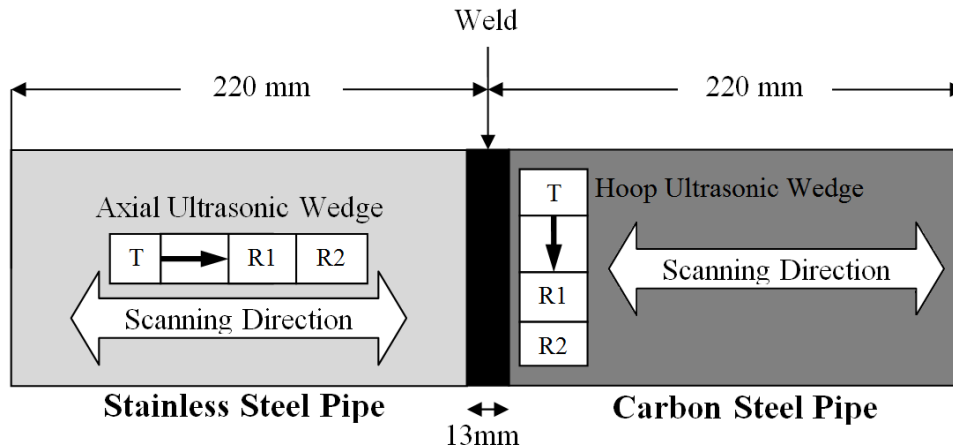 Weld
220 mm
220 mm
Axial Ultrasonic Wedge
T
R1
R2
Scanning Direction
T
Hoop Ultrasonic Wedge
R1
R2
Scanning Direction
Stainless Steel Pipe
13mm
Carbon Steel Pipe